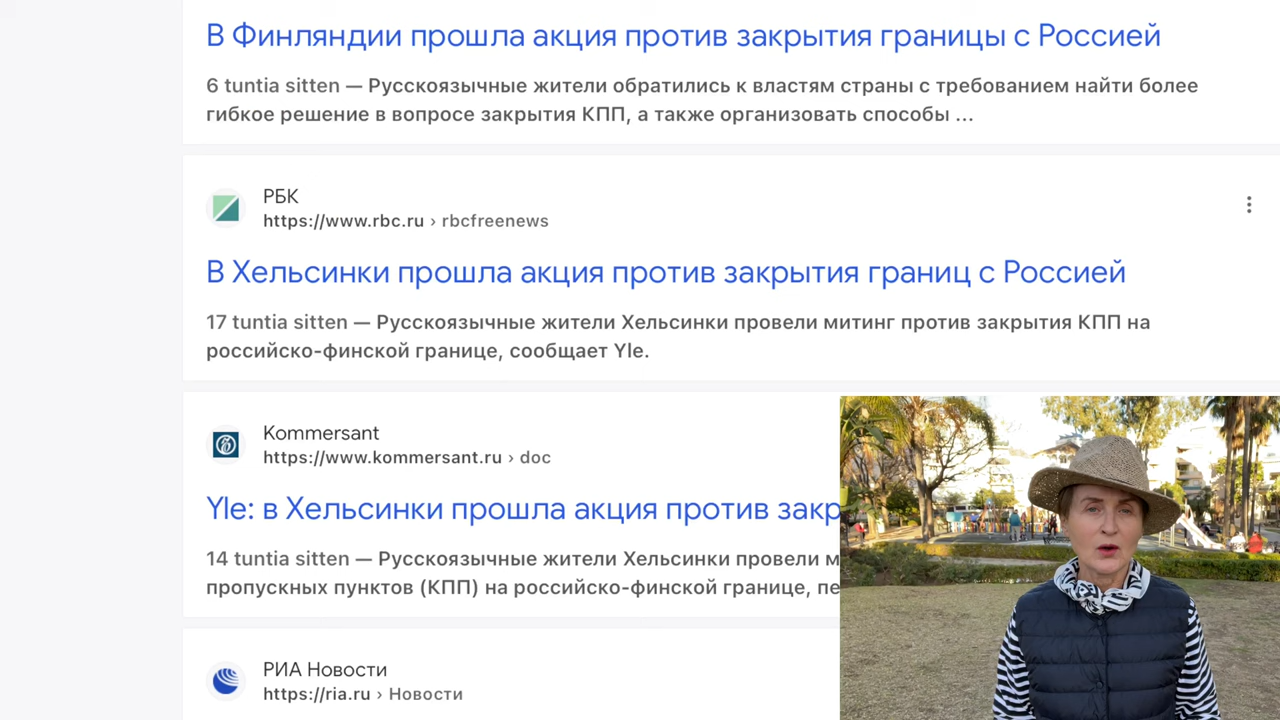 В Финляндии прошла акция против закрытия границы с Россией
6 tuntia sitten — Русскоязычные жители обратились к властям страны с требованием найти более
гибкое решение в вопросе закрытия КПП, а также организовать способы ...
РБК
https://www.rbc.ru › rbcfreenews
В Хельсинки прошла акция против закрытия границ с Россией
17 tuntia sitten — Русскоязычные жители Хельсинки провели митинг против закрытия КПП на
российско-финской границе, сообщает Yle.
Kommersant
https://www.kommersant.ru › doc
Yle: в Хельсинки прошла акция против закр
14 tuntia sitten — Русскоязычные жители Хельсинки провели м
пропускных пунктов (КПП) на российско-финской границе, пе
РИА Новости
https://ria.ru › Новости